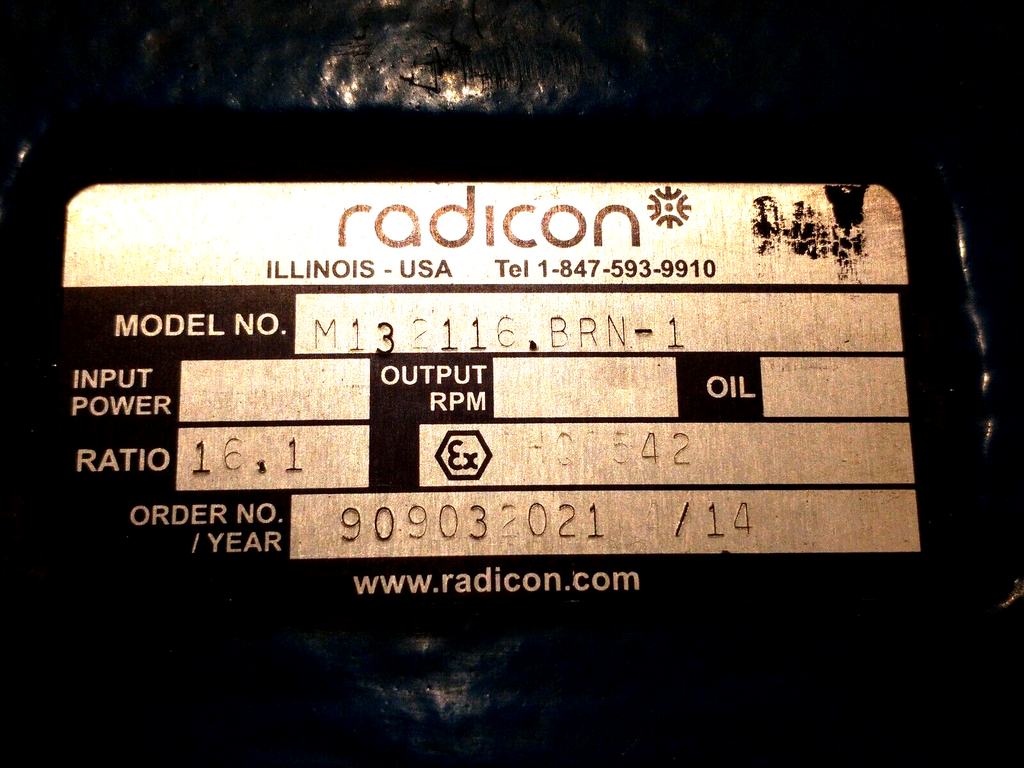 radicon
ILLINOIS - USA Tel 1-847-593-9910
MODEL NO. M132116.BRN-1
INPUT POWER OUTPUT RPM OIL
RATIO 16.1 Ex
ORDER NO. / YEAR 909032021 /14
www.radicon.com